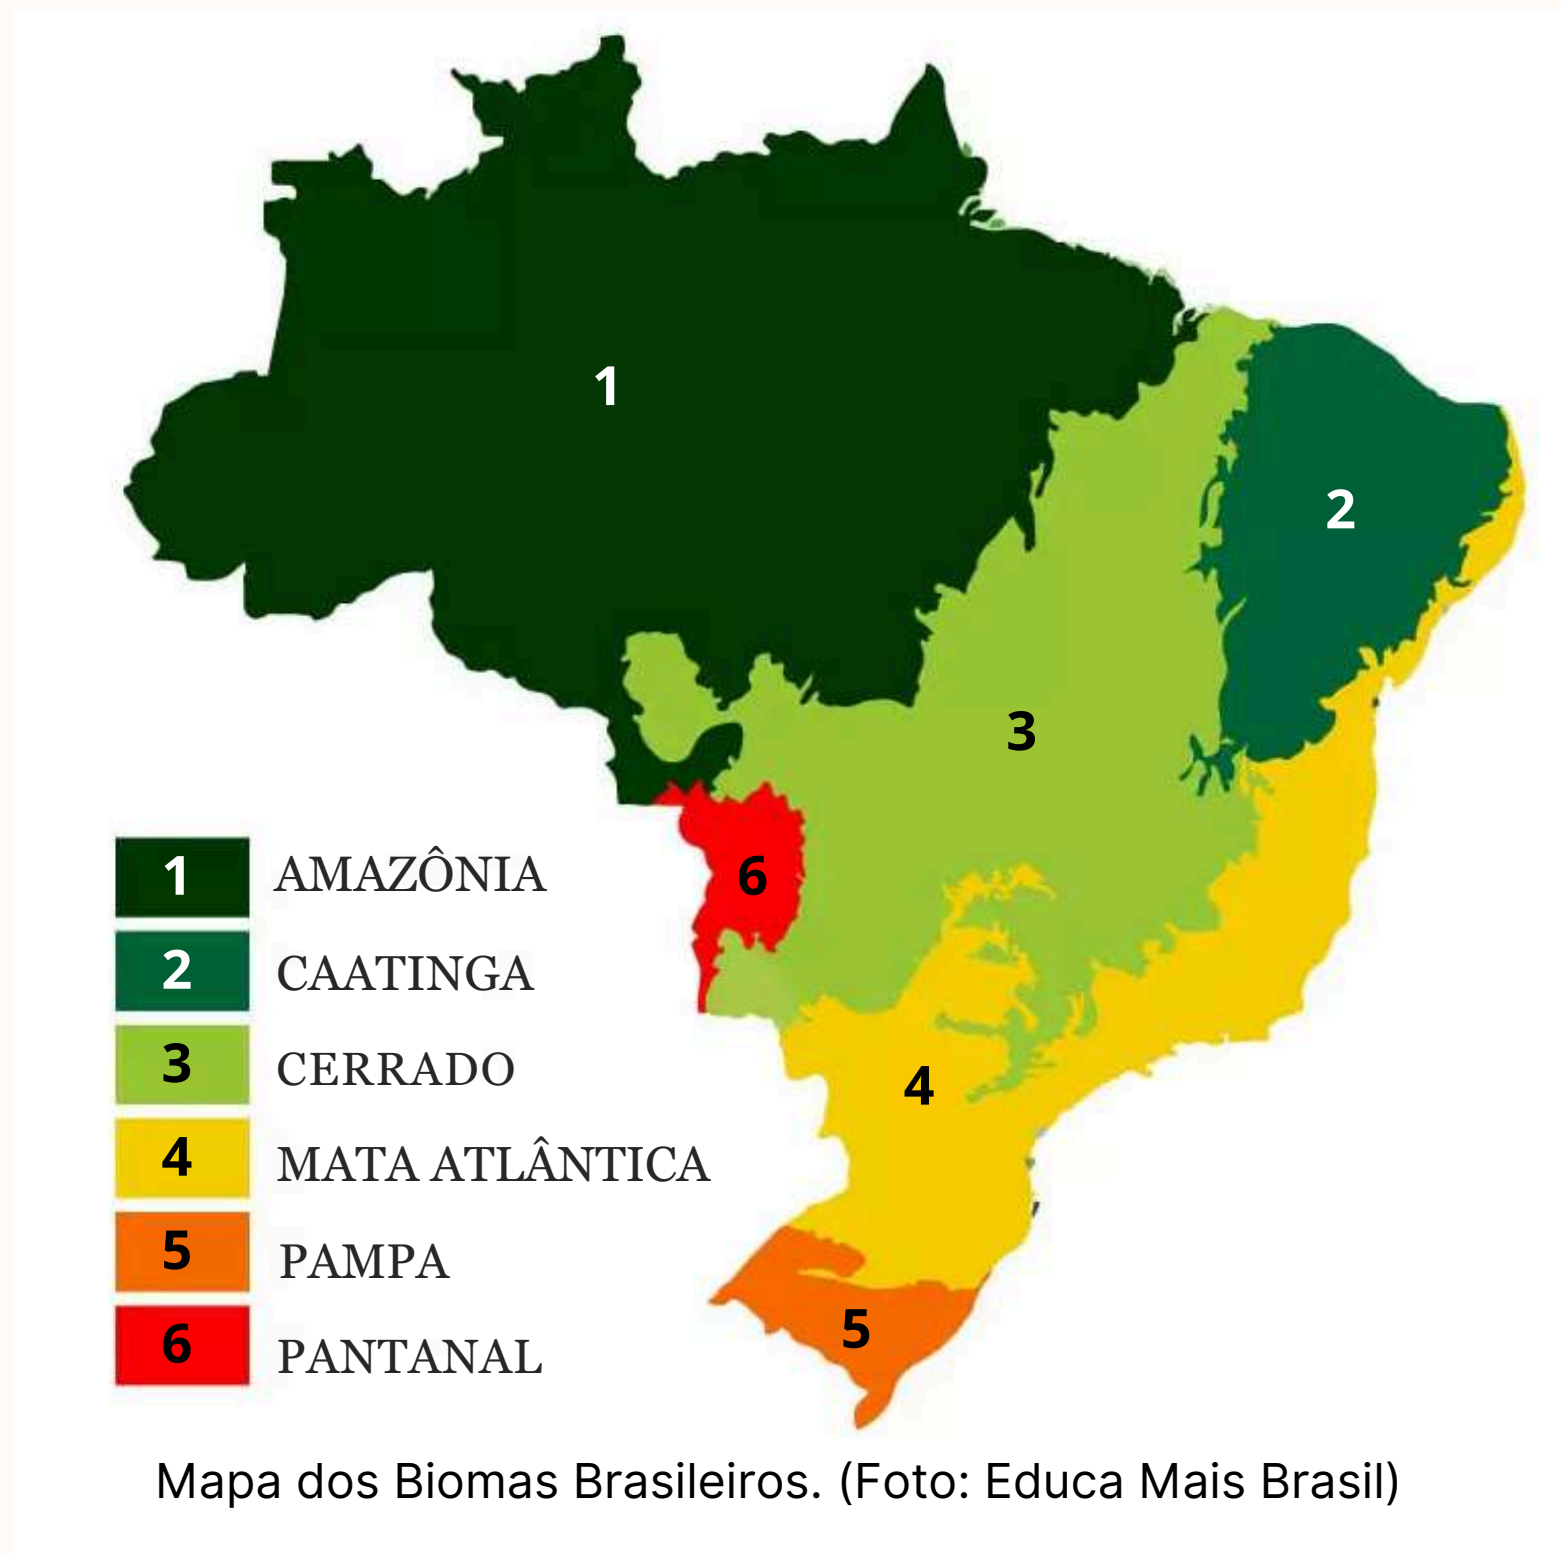 1
2
3
6
4
5
1 AMAZÔNIA
2 CAATINGA
3 CERRADO
4 MATA ATLÂNTICA
5 PAMPA
6 PANTANAL
Mapa dos Biomas Brasileiros. (Foto: Educa Mais Brasil)